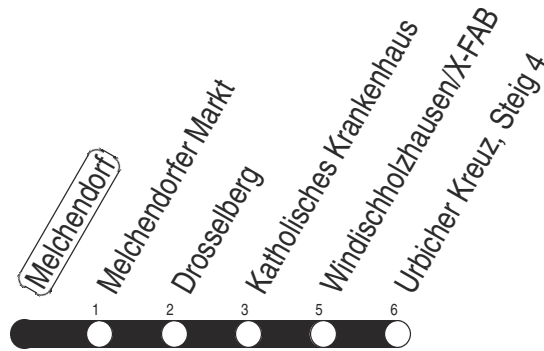 Melchendorf
Melchendorfer Markt
Drosselberg
Katholisches Krankenhaus
Windischholzhausen/X-FAB
Urbicher Kreuz, Steig 4
1 2 3 5 6